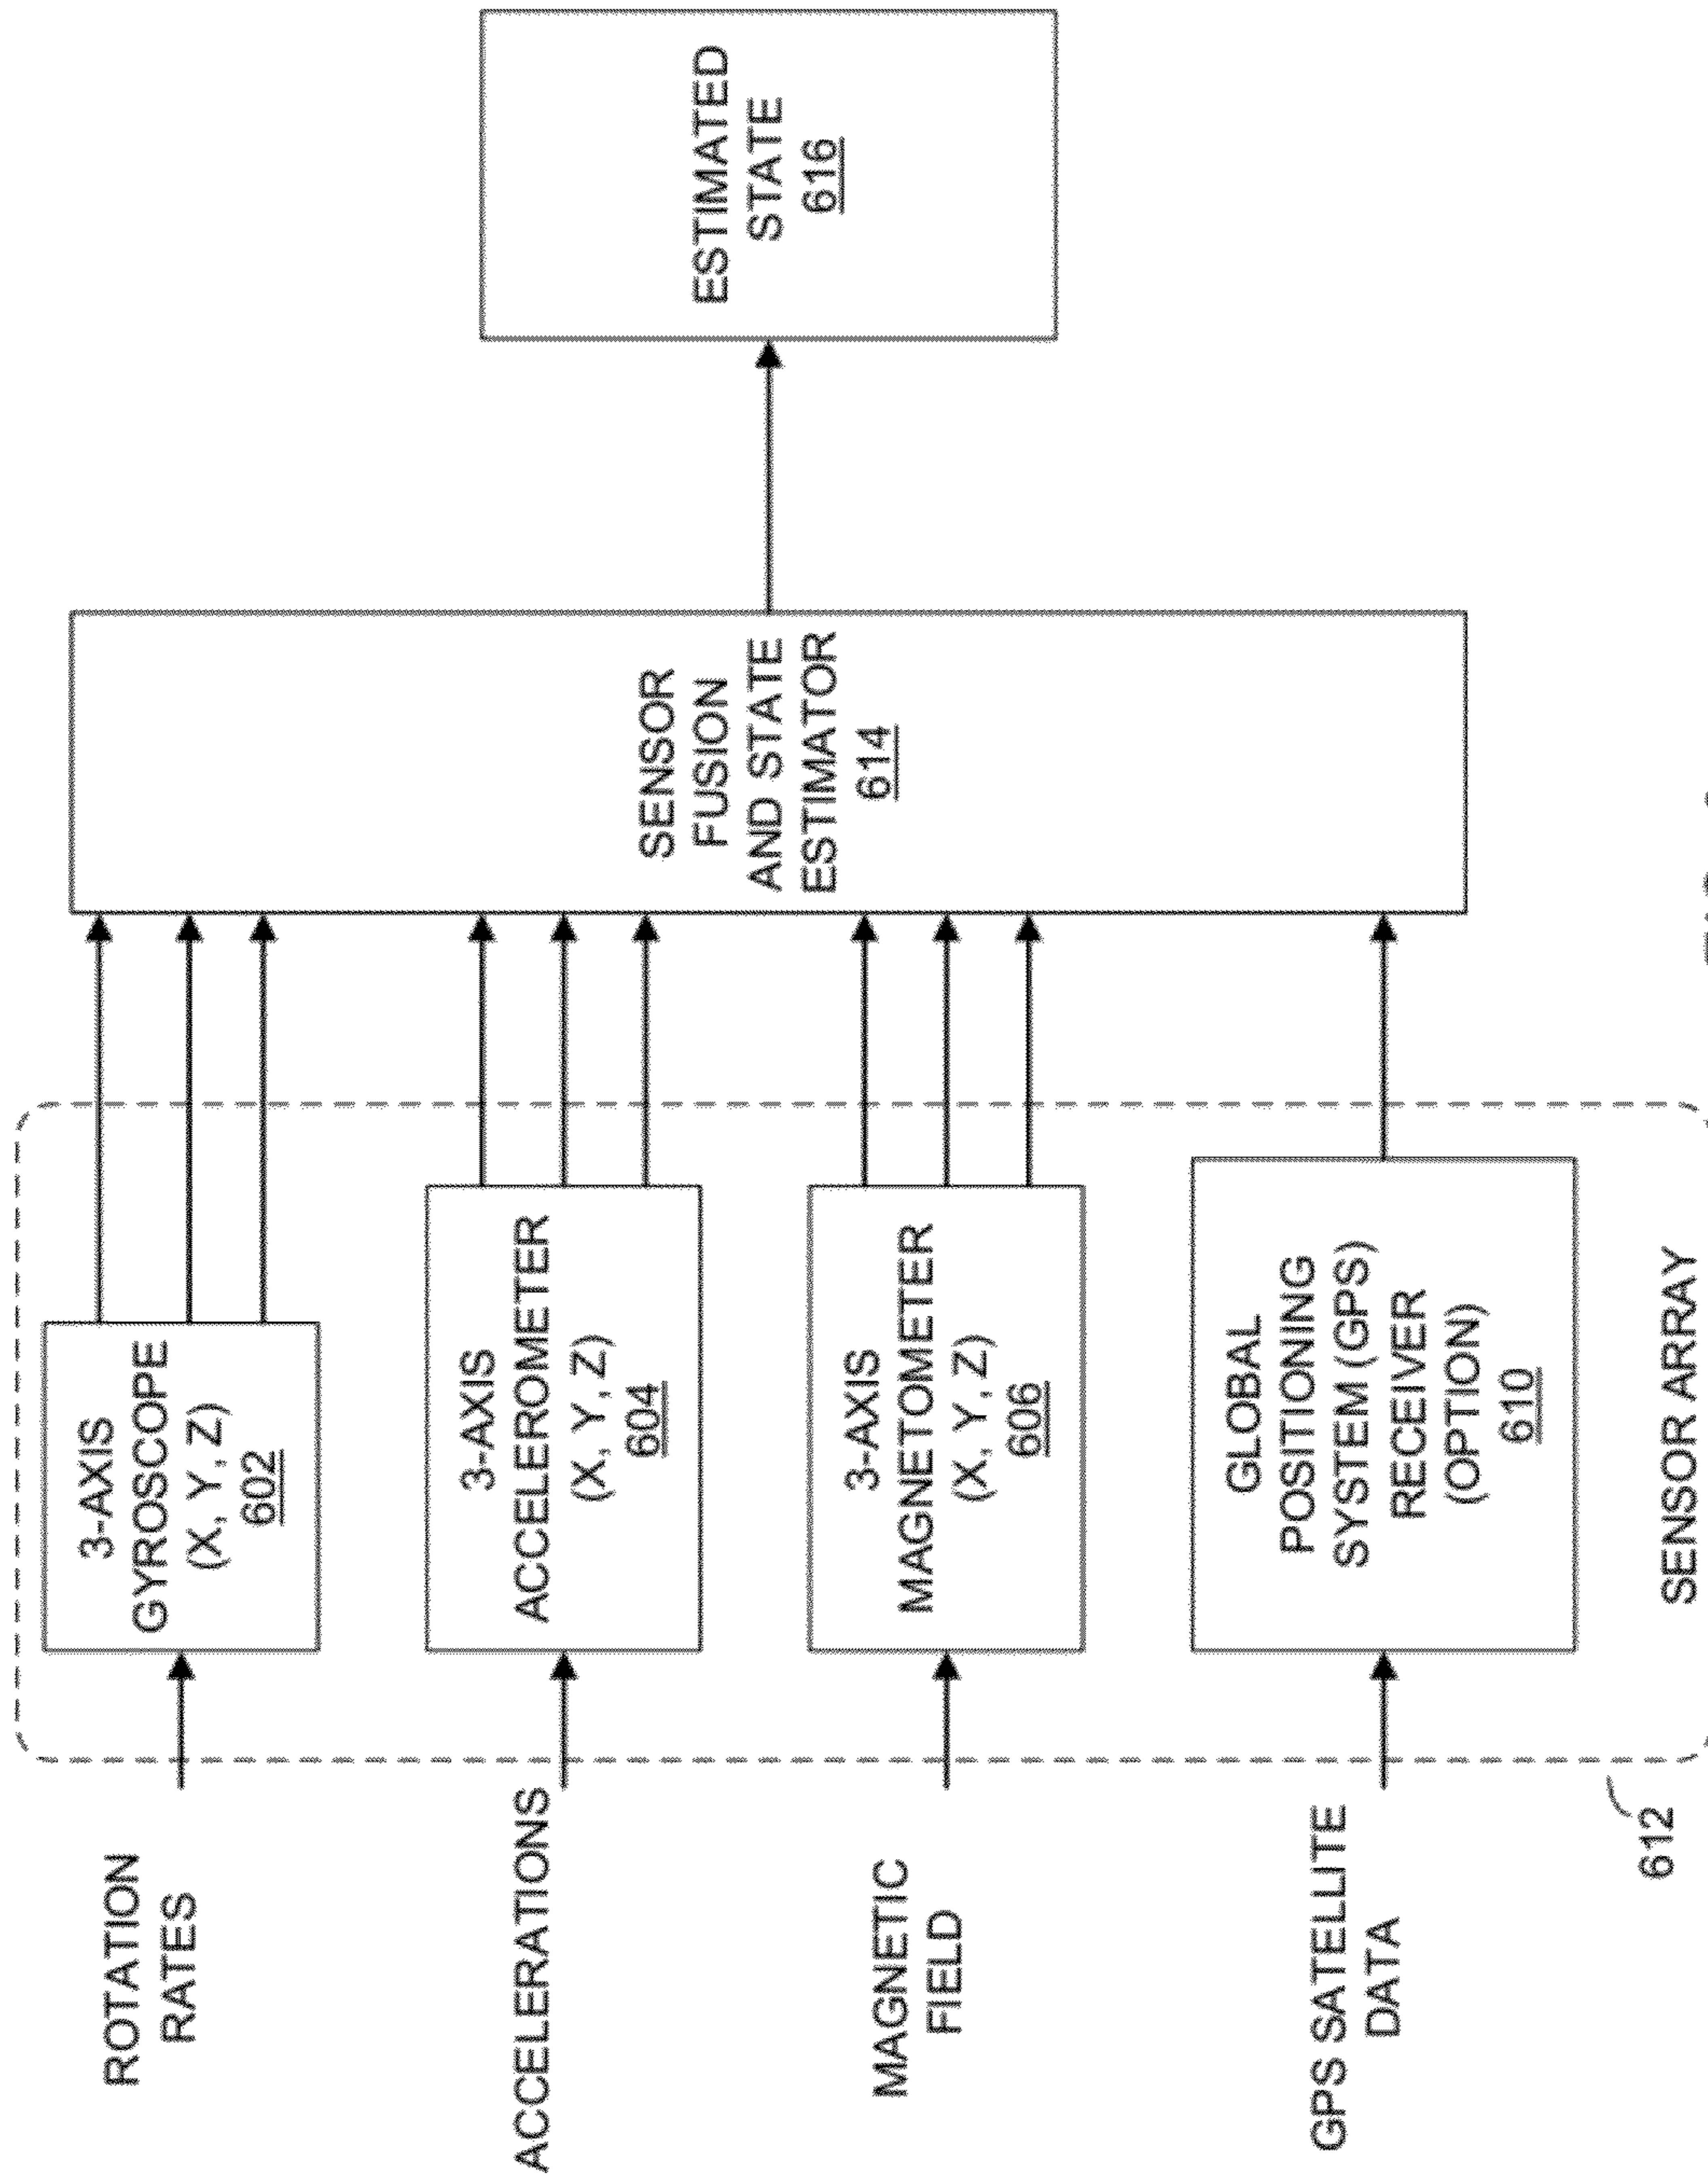 ROTATION
RATES
3-AXIS
GYROSCOPE
(X, Y, Z)
602
ACCELERATIONS
3-AXIS
ACCELEROMETER
(X, Y, Z)
604
MAGNETIC
FIELD
3-AXIS
MAGNETOMETER
(X, Y, Z)
606
GPS SATELLITE
DATA
GLOBAL
POSITIONING
SYSTEM (GPS)
RECEIVER
(OPTION)
610
612
SENSOR ARRAY
SENSOR
FUSION
AND STATE
ESTIMATOR
614
ESTIMATED
STATE
616